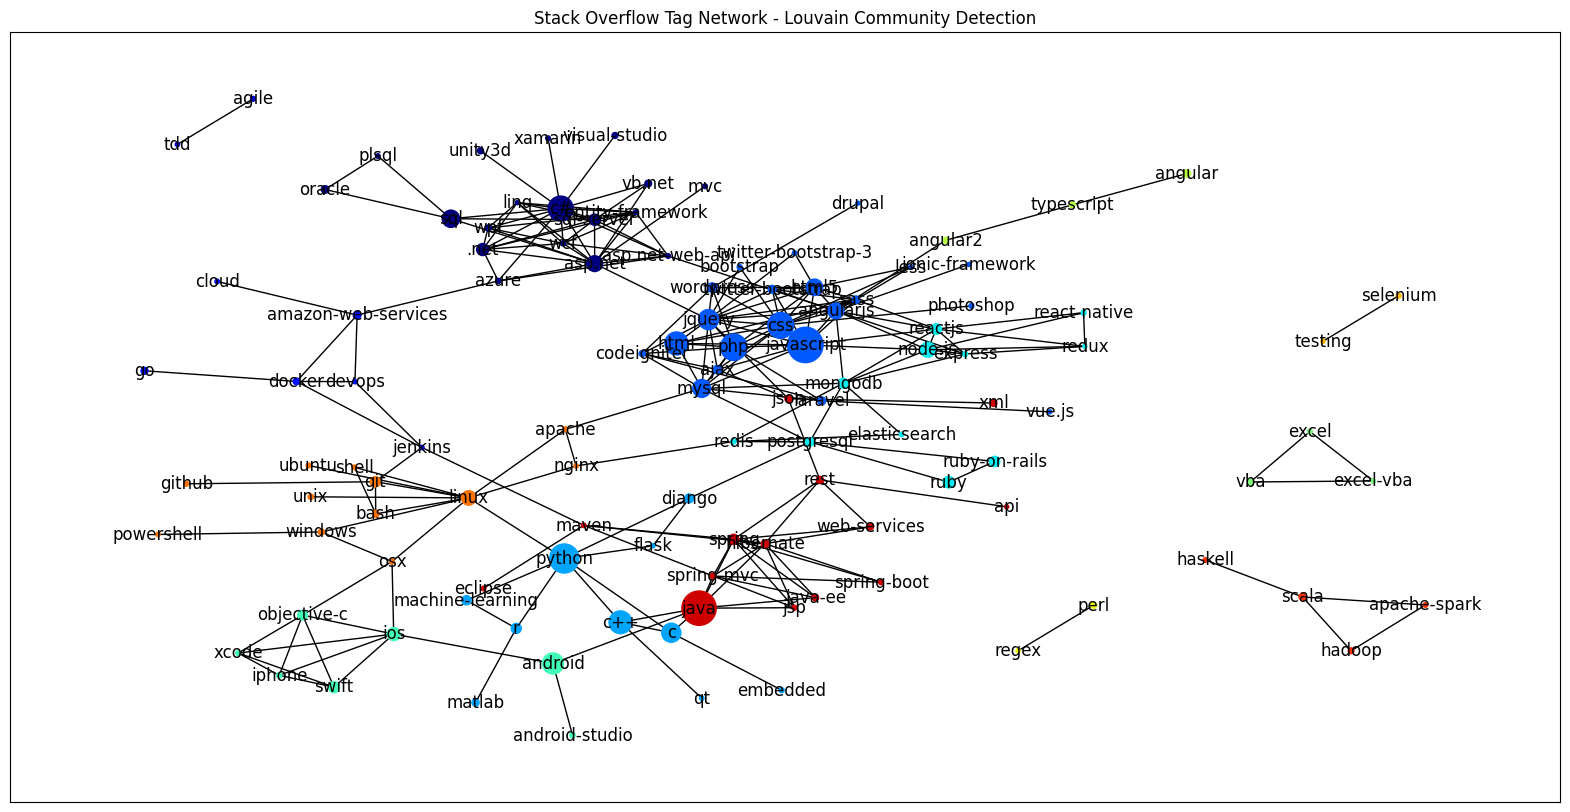 Stack Overflow Tag Network - Louvain Community Detection
agile
tdd
plsql
oracle
unity3d
xamarin
visual-studio
vb.net
mvc
linq
c#
entity-framework
sql
sql-server
wpf
.net
wcf
asp.net
asp.net-web-api
azure
cloud
amazon-web-services
drupal
angular
typescript
angular2
twitter-bootstrap-3
bootstrap
less
ionic-framework
wordpress
twitter-bootstrap
html5
sass
angularjs
photoshop
react-native
selenium
jquery
css
reactjs
html
php
javascript
node.js
express
redux
testing
codeigniter
ajax
go
docker
devops
mysql
mongodb
json
laravel
xml
vue.js
apache
jenkins
redis
postgresql
elasticsearch
excel
ubuntu
shell
nginx
ruby-on-rails
github
git
vba
excel-vba
unix
linux
ruby
rest
django
bash
api
powershell
windows
maven
web-services
spring
hibernate
flask
osx
python
haskell
eclipse
spring-mvc
spring-boot
machine-learning
java-ee
scala
apache-spark
java
jsp
perl
objective-c
ios
r
c++
c
xcode
regex
hadoop
iphone
swift
android
matlab
qt
embedded
android-studio